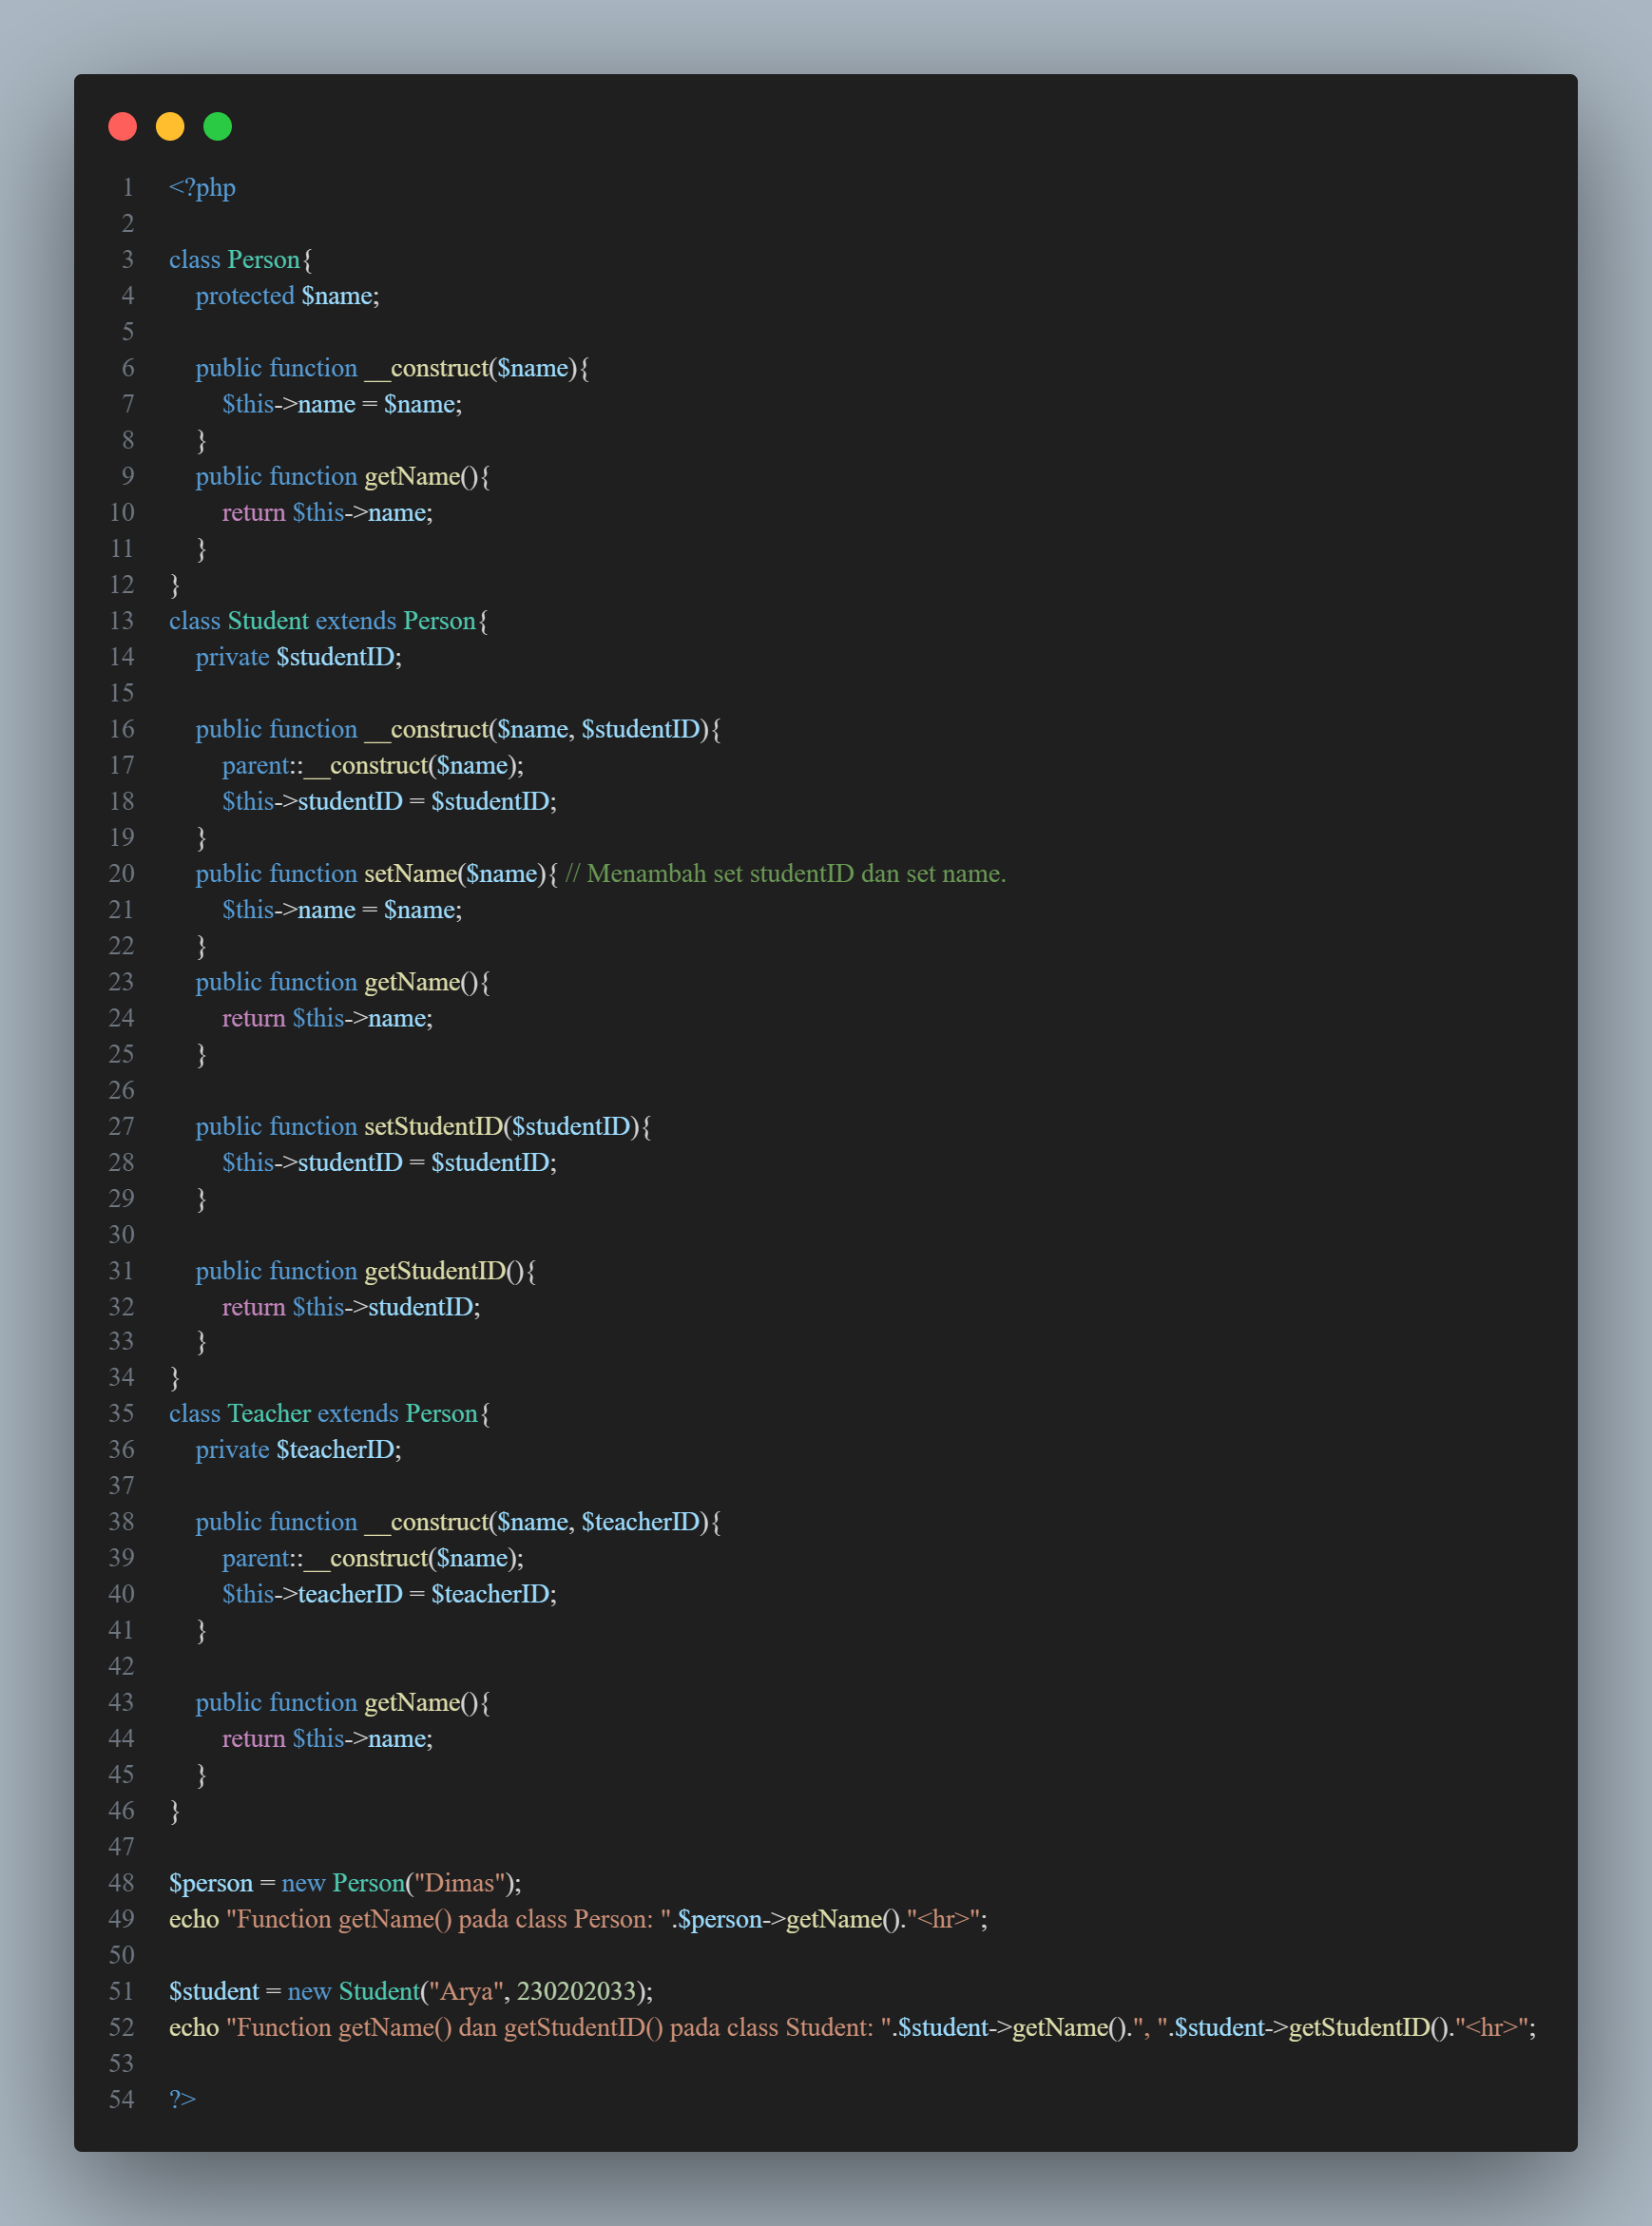 1 <?php
2
3 class Person{
4     protected $name;
5
6     public function __construct($name){
7         $this->name = $name;
8     }
9     public function getName(){
10         return $this->name;
11     }
12 }
13 class Student extends Person{
14     private $studentID;
15
16     public function __construct($name, $studentID){
17         parent::__construct($name);
18         $this->studentID = $studentID;
19     }
20     public function setName($name){ // Menambah set studentID dan set name.
21         $this->name = $name;
22     }
23     public function getName(){
24         return $this->name;
25     }
26
27     public function setStudentID($studentID){
28         $this->studentID = $studentID;
29     }
30
31     public function getStudentID(){
32         return $this->studentID;
33     }
34 }
35 class Teacher extends Person{
36     private $teacherID;
37
38     public function __construct($name, $teacherID){
39         parent::__construct($name);
40         $this->teacherID = $teacherID;
41     }
42
43     public function getName(){
44         return $this->name;
45     }
46 }
47
48 $person = new Person("Dimas");
49 echo "Function getName() pada class Person: ".$person->getName()."<hr>";
50
51 $student = new Student("Arya", 230202033);
52 echo "Function getName() dan getStudentID() pada class Student: ".$student->getName().", ".$student->getStudentID()."<hr>";
53
54 ?>